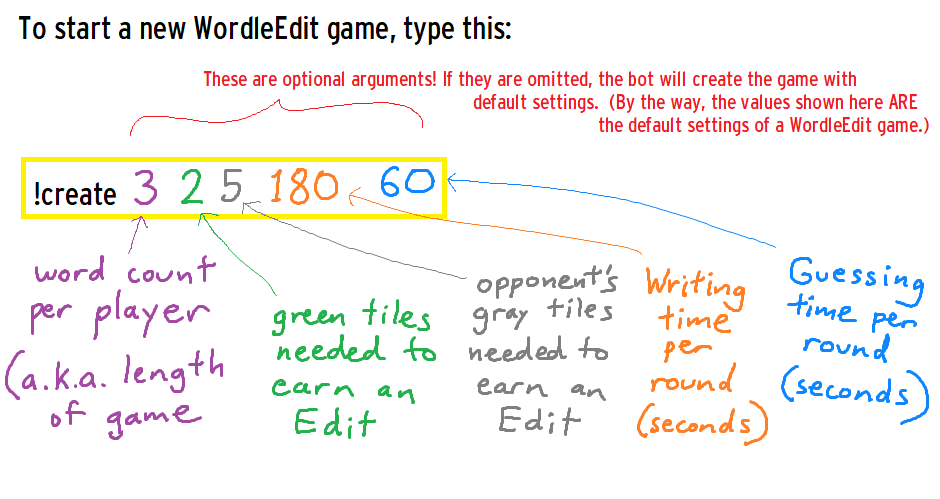 To start a new WordleEdit game, type this:
These are optional arguments! If they are omitted, the bot will create the game with
default settings. (By the way, the values shown here ARE
the default settings of a WordleEdit game.)
!create 3 2 5 180 60
word count
per player
(a.k.a. length
of game
green tiles
needed to
earn an
Edit
opponent's
gray tiles
needed to
earn an
Edit
Writing
time
per
round
(seconds)
Guessing
time per
round
(seconds)